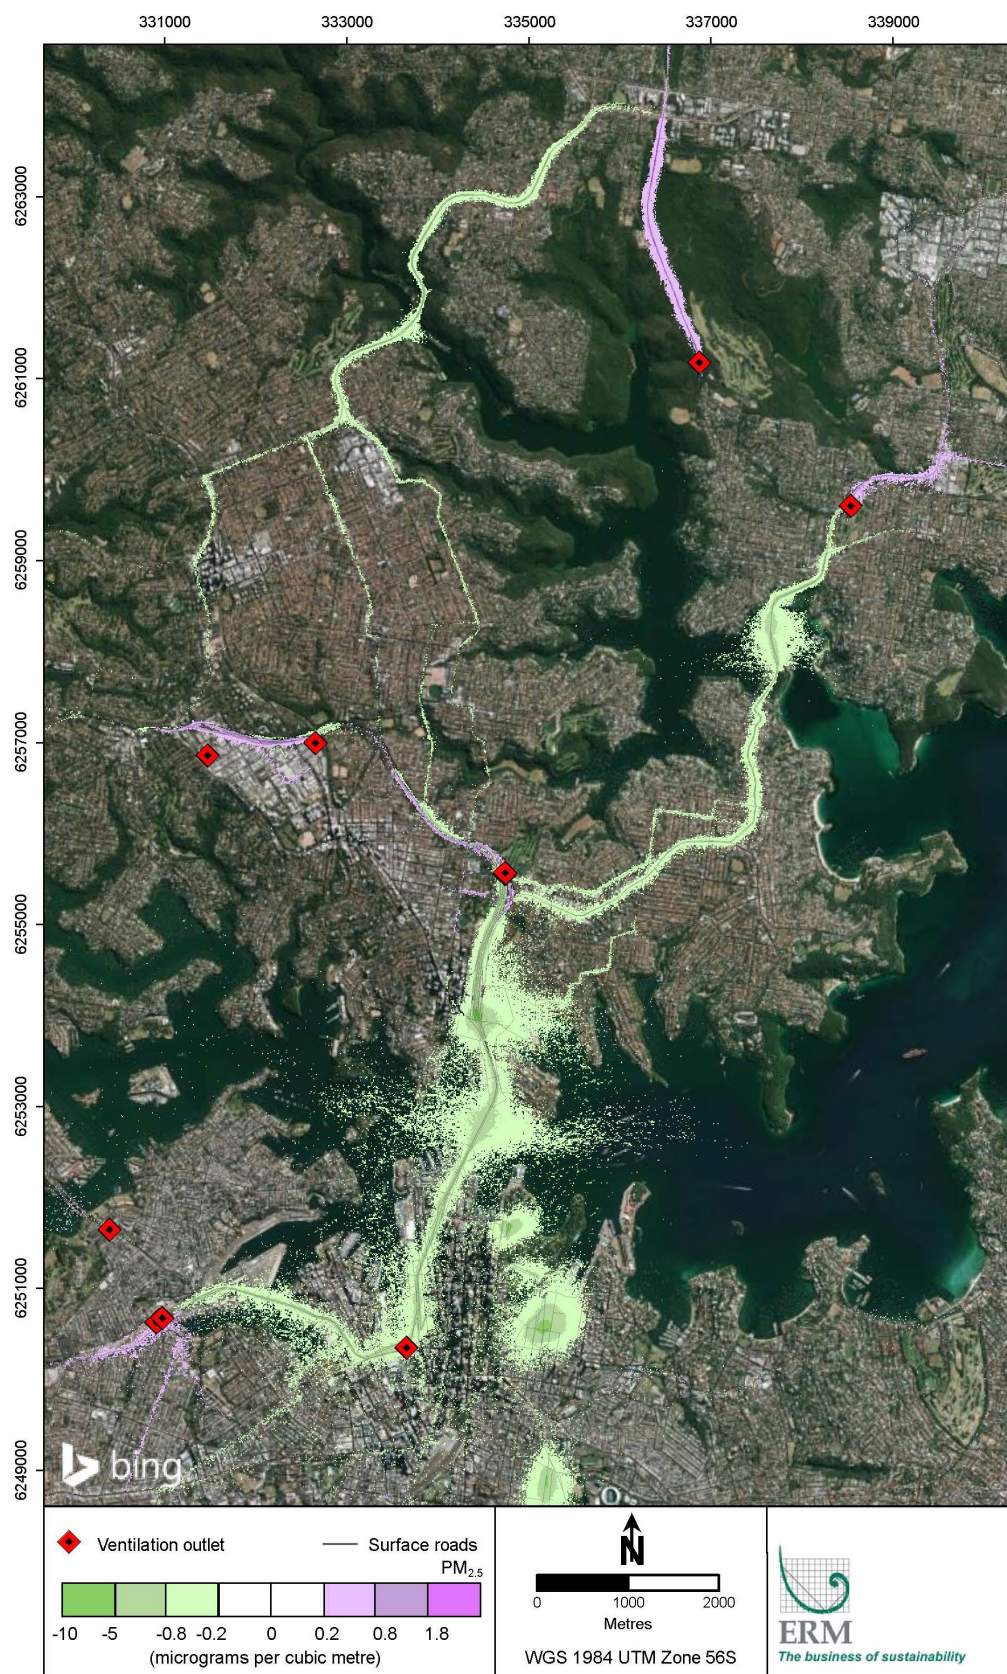 331000 333000 335000 337000 339000
6263000
6261000
6259000
6257000
6255000
6253000
6251000
6249000
bing
Ventilation outlet
Surface roads
PM2.5
-10 -5 -0.8 -0.2 0 0.2 0.8 1.8
(micrograms per cubic metre)
N
0 1000 2000
Metres
WGS 1984 UTM Zone 56S
ERM
The business of sustainability